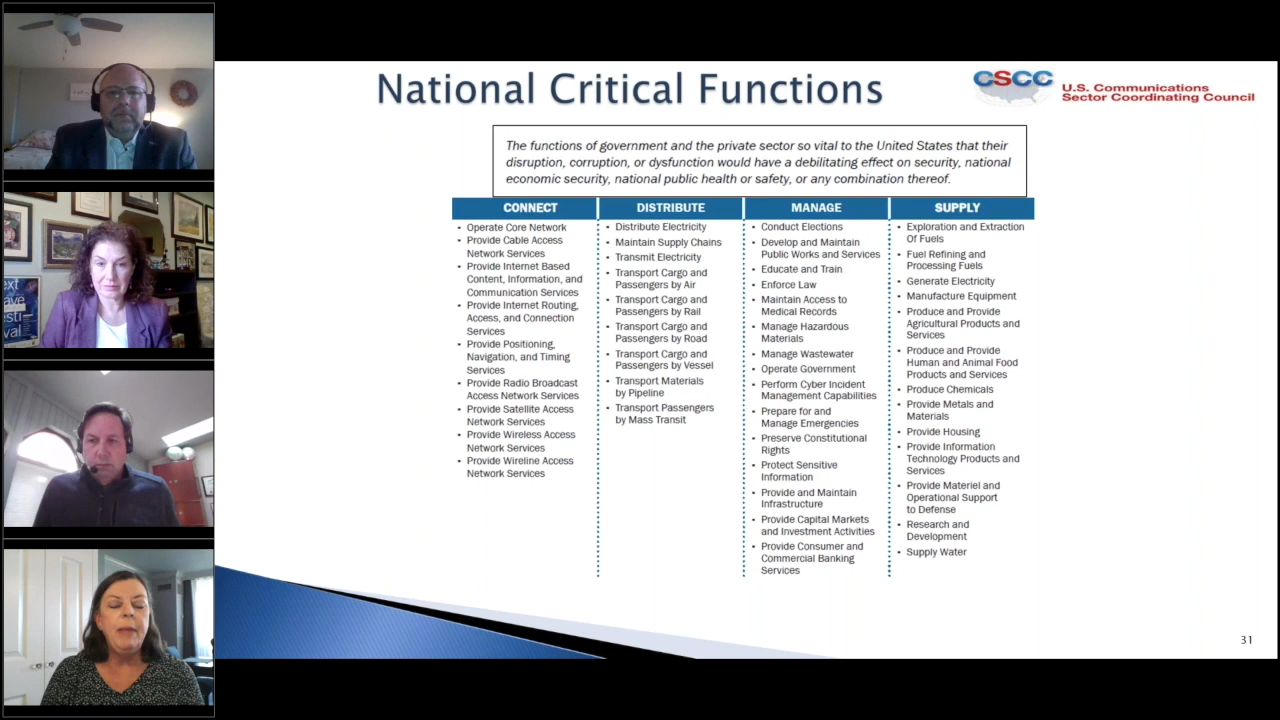 National Critical Functions
CSCC
U.S. Communications
Sector Coordinating Council
The functions of government and the private sector so vital to the United States that their
disruption, corruption, or dysfunction would have a debilitating effect on security, national
economic security, national public health or safety, or any combination thereof.
CONNECT
• Operate Core Network
• Provide Cable Access
Network Services
• Provide Internet Based
Content, Information, and
Communication Services
• Provide Internet Routing,
Access, and Connection
Services
• Provide Positioning,
Navigation, and Timing
Services
• Provide Radio Broadcast
Access Network Services
• Provide Satellite Access
Network Services
• Provide Wireless Access
Network Services
• Provide Wireline Access
Network Services
DISTRIBUTE
• Distribute Electricity
• Maintain Supply Chains
• Transmit Electricity
• Transport Cargo and
Passengers by Air
• Transport Cargo and
Passengers by Rail
• Transport Cargo and
Passengers by Road
• Transport Cargo and
Passengers by Vessel
• Transport Materials
by Pipeline
• Transport Passengers
by Mass Transit
MANAGE
• Conduct Elections
• Develop and Maintain
Public Works and Services
• Educate and Train
• Enforce Law
• Maintain Access to
Medical Records
• Manage Hazardous
Materials
• Manage Wastewater
• Operate Government
• Perform Cyber Incident
Management Capabilities
• Prepare for and
Manage Emergencies
• Preserve Constitutional
Rights
• Protect Sensitive
Information
• Provide and Maintain
Infrastructure
• Provide Capital Markets
and Investment Activities
• Provide Consumer and
Commercial Banking
Services
SUPPLY
• Exploration and Extraction
Of Fuels
• Fuel Refining and
Processing Fuels
• Generate Electricity
• Manufacture Equipment
• Produce and Provide
Agricultural Products and
Services
• Produce and Provide
Human and Animal Food
Products and Services
• Produce Chemicals
• Provide Metals and
Materials
• Provide Housing
• Provide Information
Technology Products and
Services
• Provide Materiel and
Operational Support
to Defense
• Research and
Development
• Supply Water
31